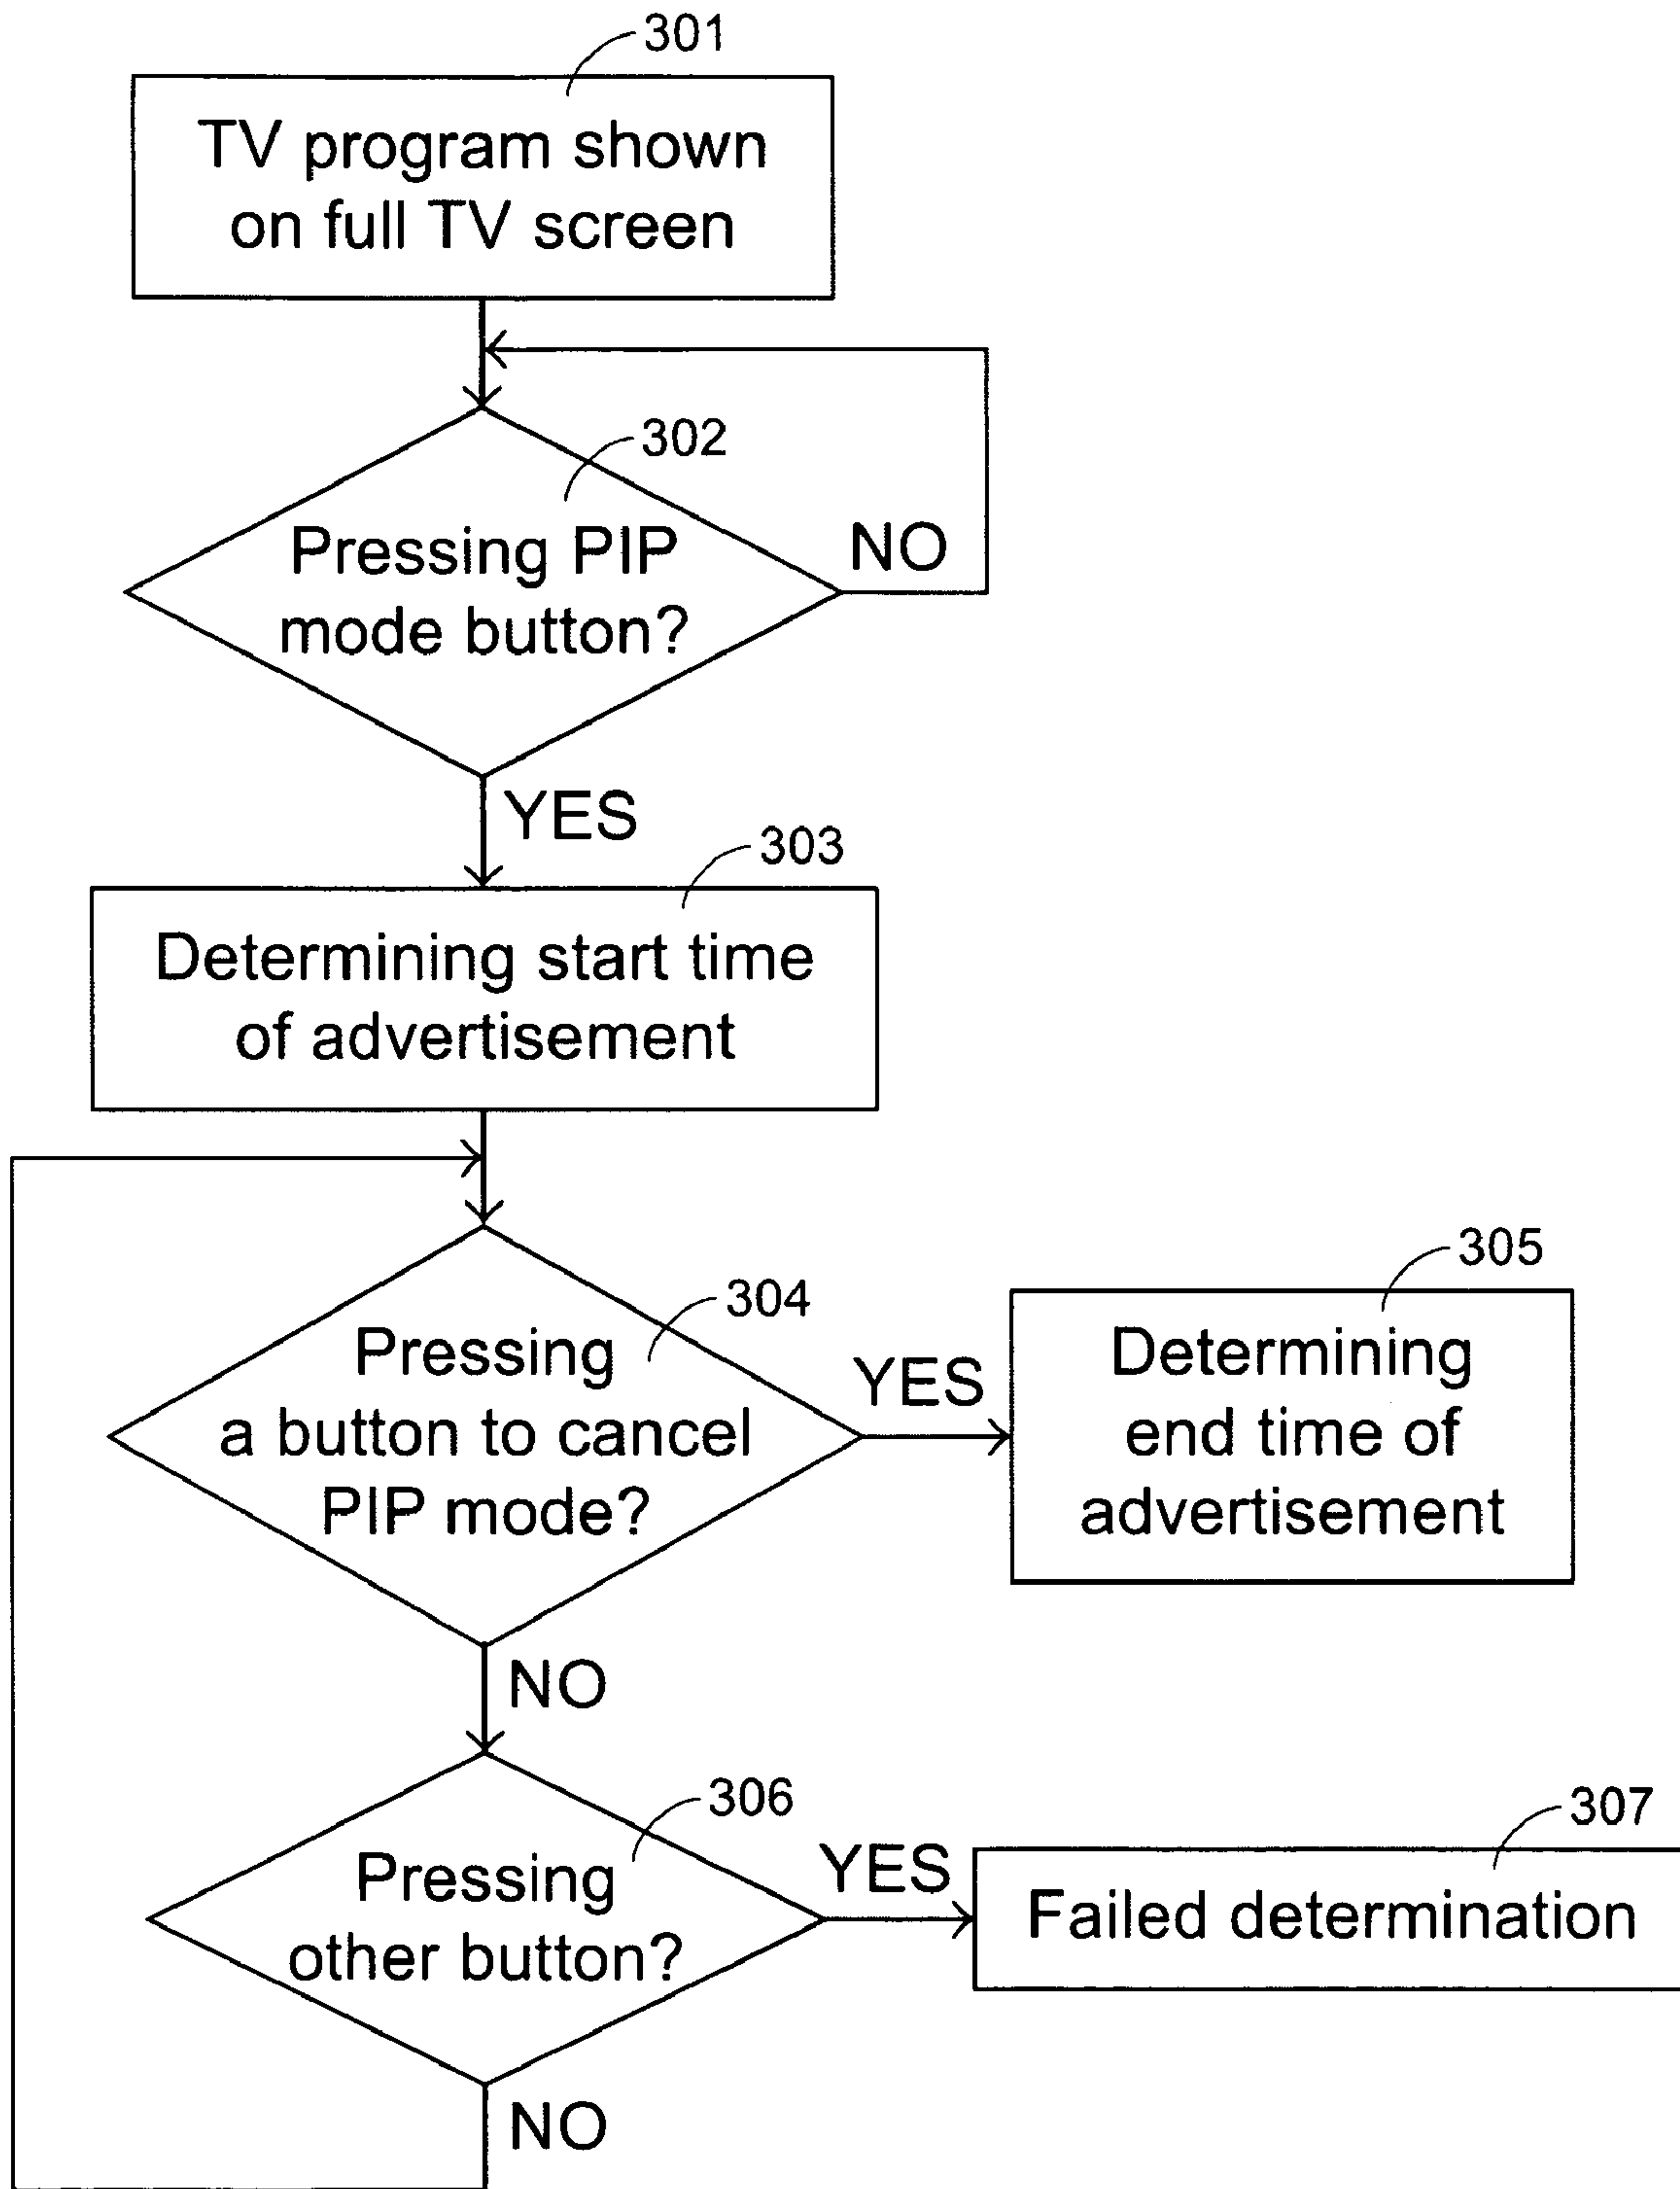 301
TV program shown
on full TV screen
302
Pressing PIP
mode button?
NO
YES
303
Determining start time
of advertisement
304
Pressing
a button to cancel
PIP mode?
YES
305
Determining
end time of
advertisement
NO
306
Pressing
other button?
YES
307
Failed determination
NO